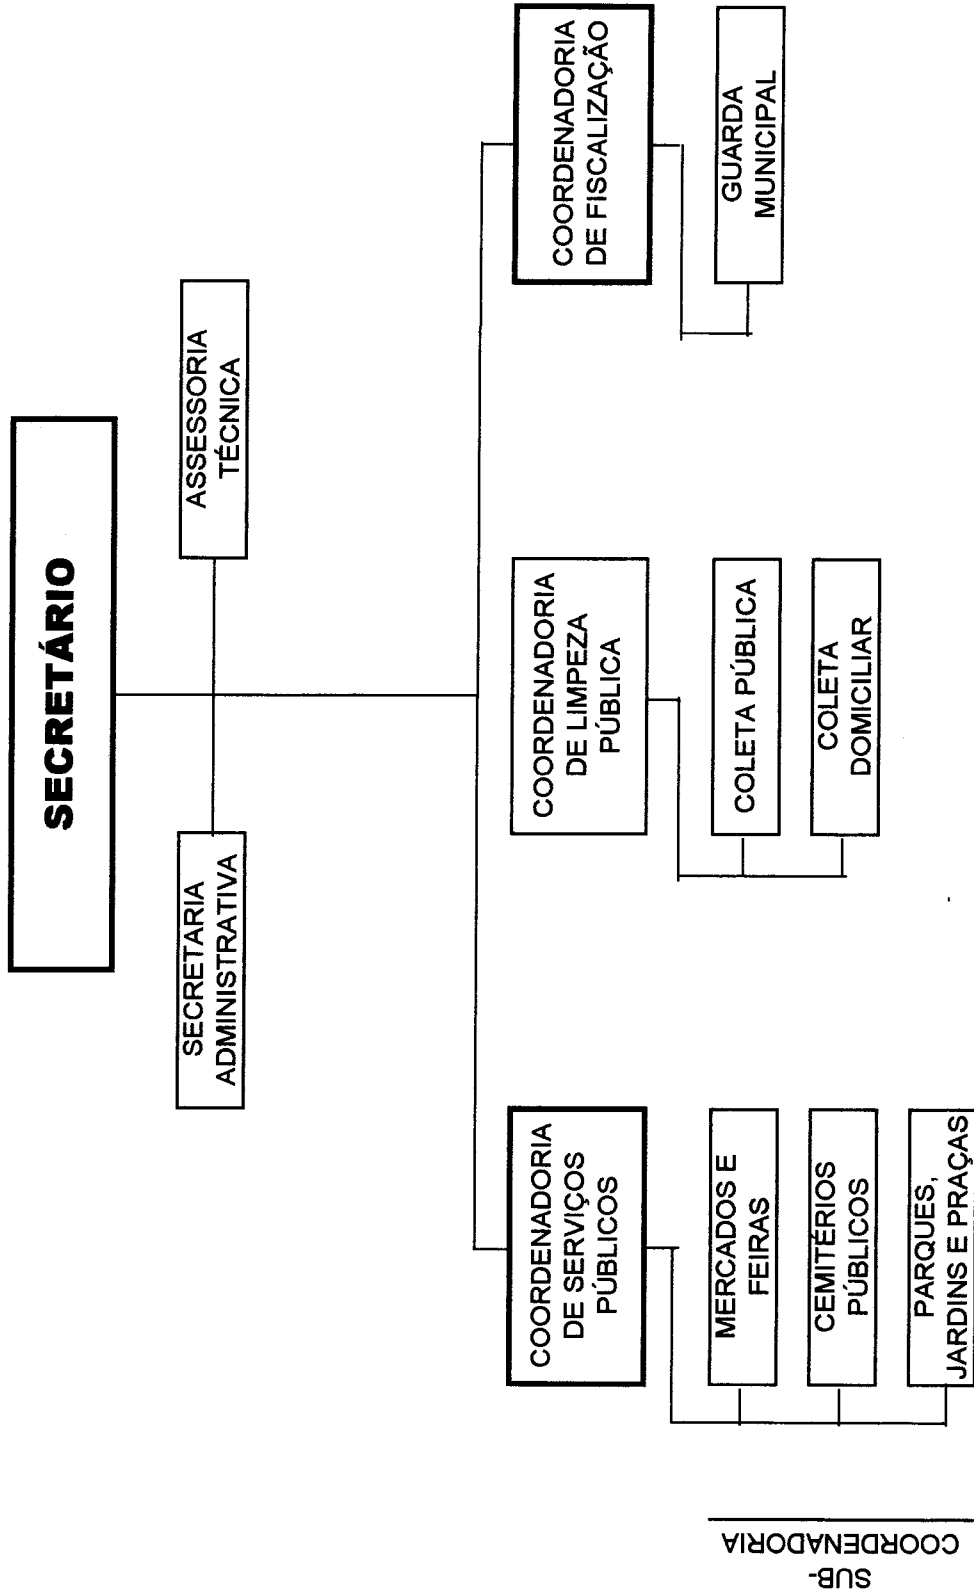 SECRETÁRIO
SECRETARIA
ADMINISTRATIVA
ASSESSORIA
TÉCNICA
COORDENADORIA
DE SERVIÇOS
PÚBLICOS
COORDENADORIA
DE LIMPEZA
PÚBLICA
COORDENADORIA
DE FISCALIZAÇÃO
SUB-
COORDENADORIA
MERCADOS E
FEIRAS
CEMITÉRIOS
PÚBLICOS
PARQUES,
JARDINS E PRAÇAS
COLETA PÚBLICA
COLETA
DOMICILIAR
GUARDA
MUNICIPAL